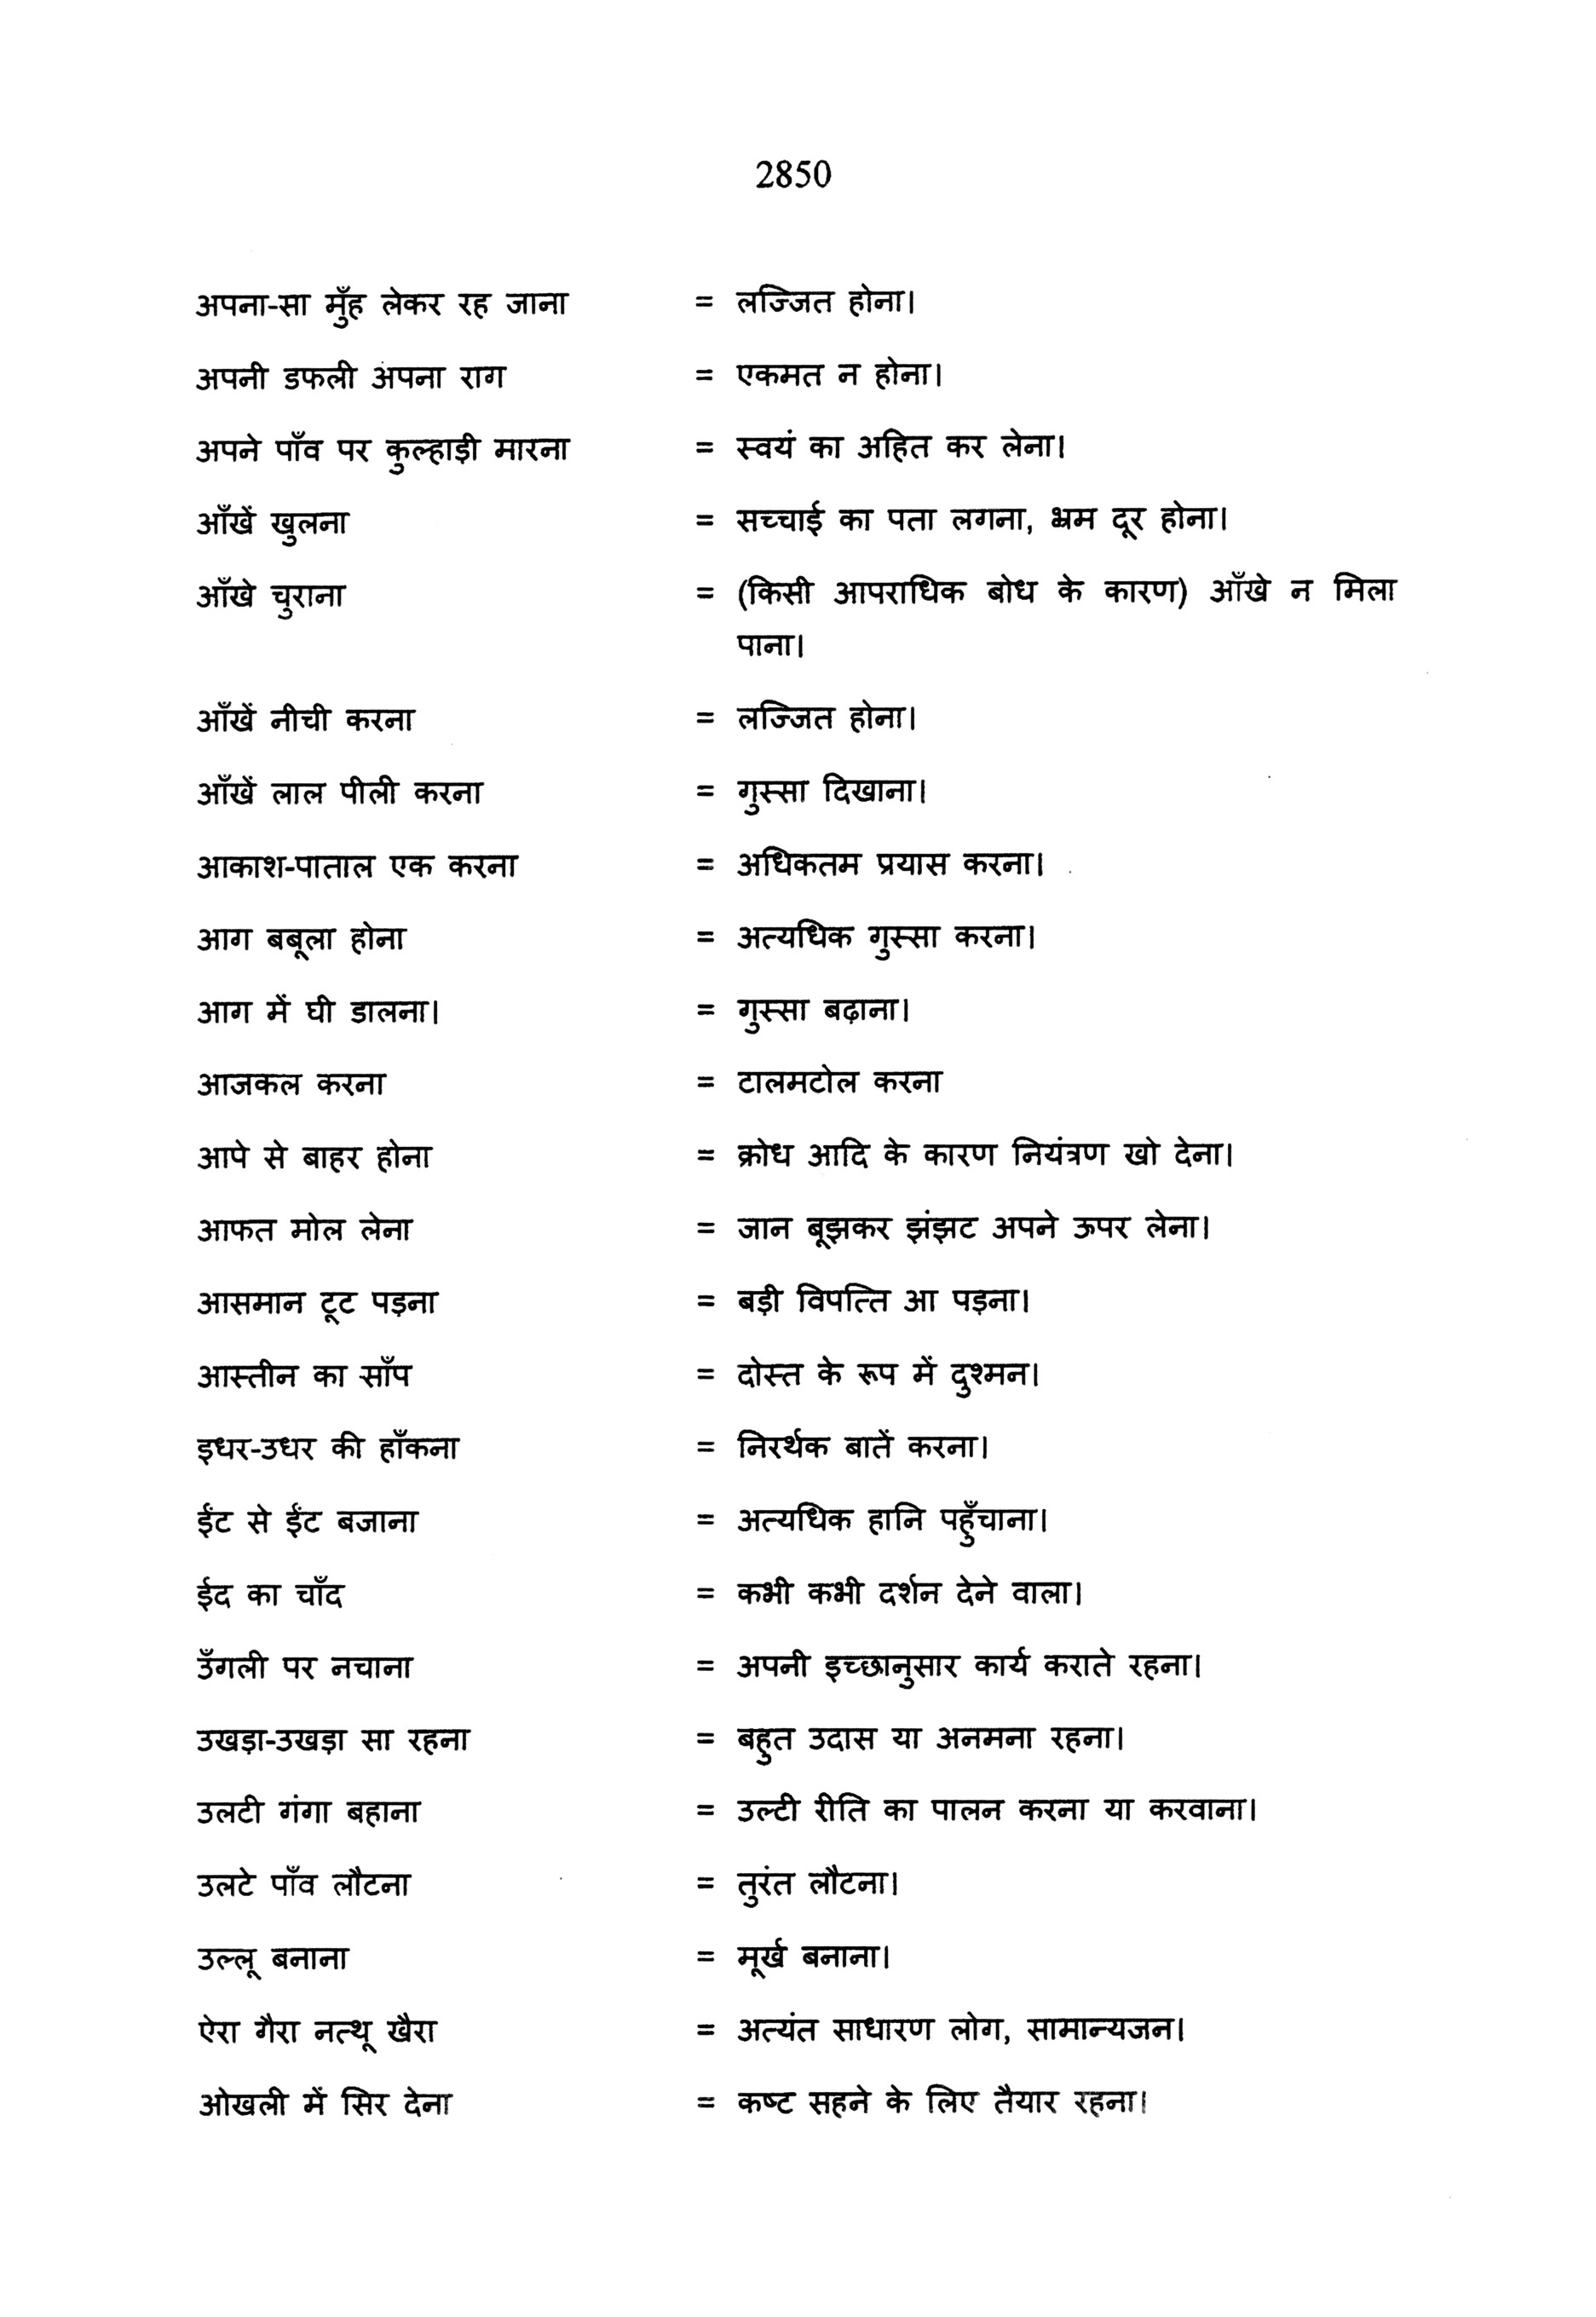 2850
अपना-सा मुँह लेकर रह जाना = लज्जित होना।
अपनी डफली अपना राग = एकमत न होना।
अपने पाँव पर कुल्हाड़ी मारना = स्वयं का अहित कर लेना।
आँखें खुलना = सच्चाई का पता लगना, भ्रम दूर होना।
आँखे चुराना = (किसी आपराधिक बोध के कारण) आँखे न मिला
पाना।
आँखें नीची करना = लज्जित होना।
आँखें लाल पीली करना = गुस्सा दिखाना।
आकाश-पाताल एक करना = अधिकतम प्रयास करना।
आग बबूला होना = अत्यधिक गुस्सा करना।
आग में घी डालना। = गुस्सा बढ़ाना।
आजकल करना = टालमटोल करना
आपे से बाहर होना = क्रोध आदि के कारण नियंत्रण खो देना।
आफत मोल लेना = जान बूझकर झंझट अपने ऊपर लेना।
आसमान टूट पड़ना = बड़ी विपत्ति आ पड़ना।
आस्तीन का साँप = दोस्त के रूप में दुश्मन।
इधर-उधर की हाँकना = निरर्थक बातें करना।
ईंट से ईंट बजाना = अत्यधिक हानि पहुँचाना।
ईद का चाँद = कभी कभी दर्शन देने वाला।
उँगली पर नचाना = अपनी इच्छानुसार कार्य कराते रहना।
उखड़ा-उखड़ा सा रहना = बहुत उदास या अनमना रहना।
उलटी गंगा बहाना = उल्टी रीति का पालन करना या करवाना।
उलटे पाँव लौटना = तुरंत लौटना।
उल्लू बनाना = मूर्ख बनाना।
ऐरा गैरा नत्थू खैरा = अत्यंत साधारण लोग, सामान्यजन।
ओखली में सिर देना = कष्ट सहने के लिए तैयार रहना।